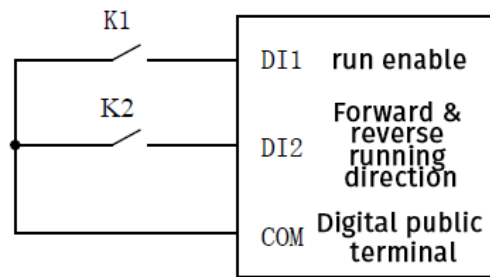 K1
DI1 run enable
K2
DI2 Forward &
reverse
running
direction
COM Digital public
terminal